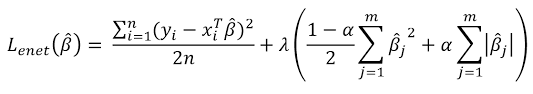 L_{enet}(\hat{\beta}) = \frac{\sum_{i=1}^{n}(y_i - x_i^T\hat{\beta})^2}{2n} + \lambda\left(\frac{1-\alpha}{2}\sum_{j=1}^{m}\hat{\beta}_j^{\,2} + \alpha\sum_{j=1}^{m}|\hat{\beta}_j|\right)